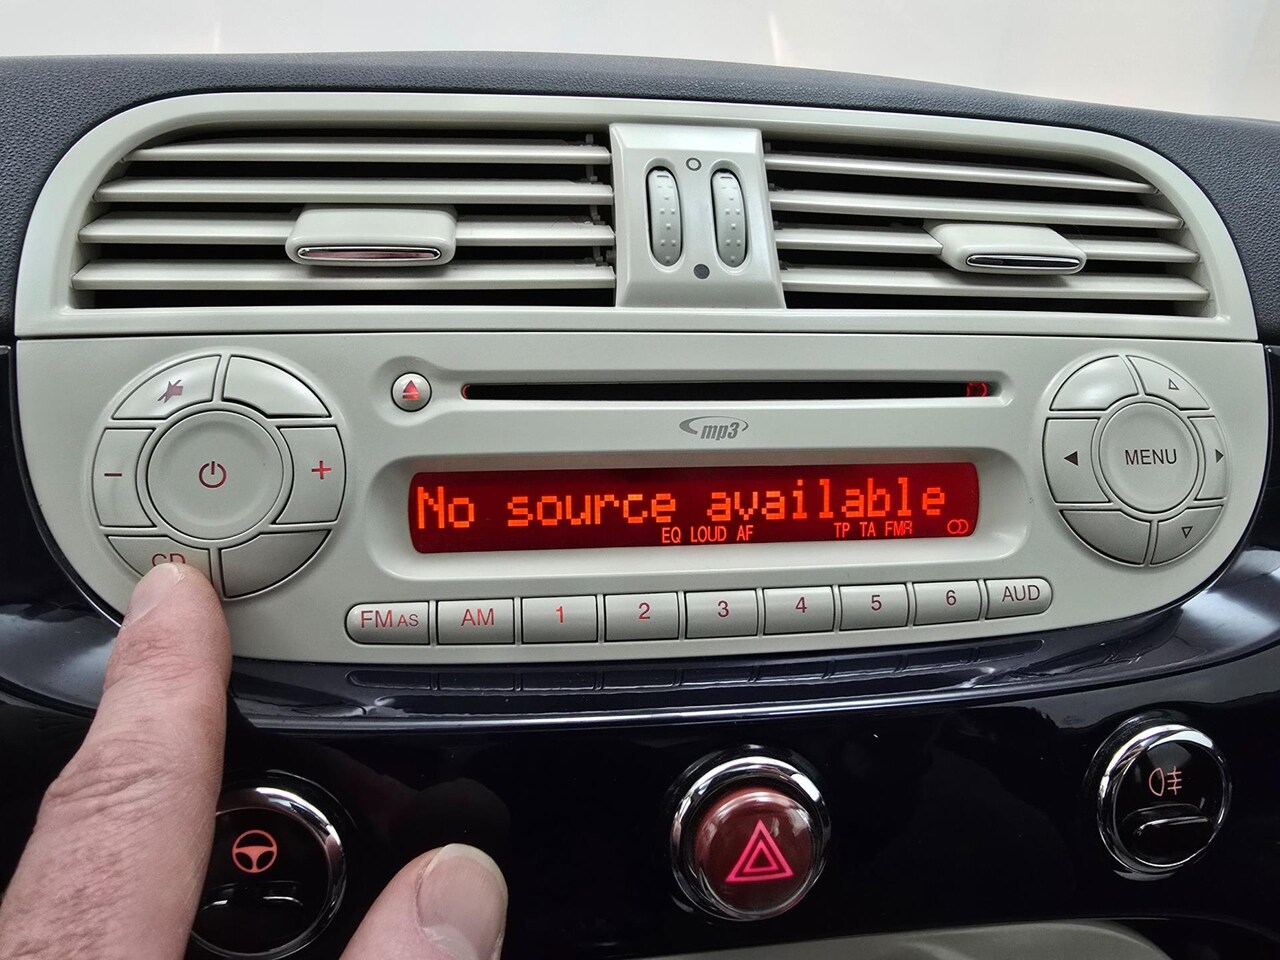 mp3
No source available
EQ LOUD AF TP TA FMR
− +
MENU
CD
FM AS AM 1 2 3 4 5 6 AUD